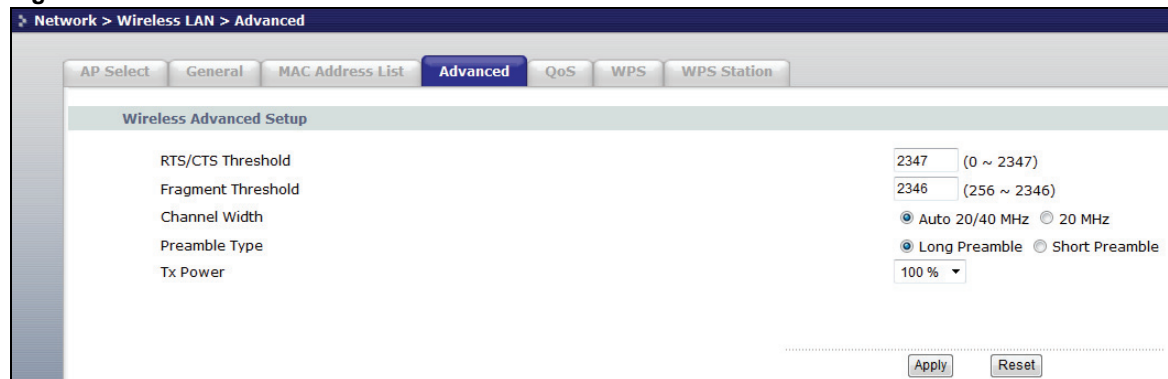 Network > Wireless LAN > Advanced
AP Select General MAC Address List Advanced QoS WPS WPS Station
Wireless Advanced Setup
RTS/CTS Threshold 2347 (0 ~ 2347)
Fragment Threshold 2346 (256 ~ 2346)
Channel Width Auto 20/40 MHz 20 MHz
Preamble Type Long Preamble Short Preamble
Tx Power 100 %
Apply Reset